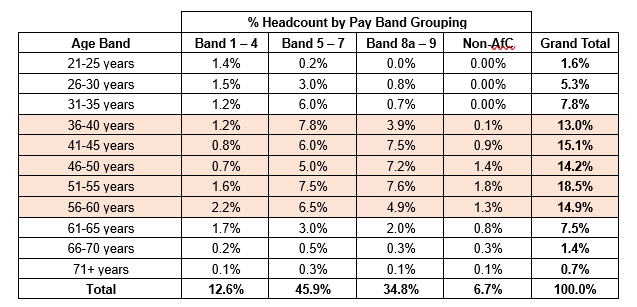 % Headcount by Pay Band Grouping
Age Band Band 1 – 4 Band 5 – 7 Band 8a – 9 Non-AfC Grand Total
21-25 years 1.4% 0.2% 0.0% 0.00% 1.6%
26-30 years 1.5% 3.0% 0.8% 0.00% 5.3%
31-35 years 1.2% 6.0% 0.7% 0.00% 7.8%
36-40 years 1.2% 7.8% 3.9% 0.1% 13.0%
41-45 years 0.8% 6.0% 7.5% 0.9% 15.1%
46-50 years 0.7% 5.0% 7.2% 1.4% 14.2%
51-55 years 1.6% 7.5% 7.6% 1.8% 18.5%
56-60 years 2.2% 6.5% 4.9% 1.3% 14.9%
61-65 years 1.7% 3.0% 2.0% 0.8% 7.5%
66-70 years 0.2% 0.5% 0.3% 0.3% 1.4%
71+ years 0.1% 0.3% 0.1% 0.1% 0.7%
Total 12.6% 45.9% 34.8% 6.7% 100.0%